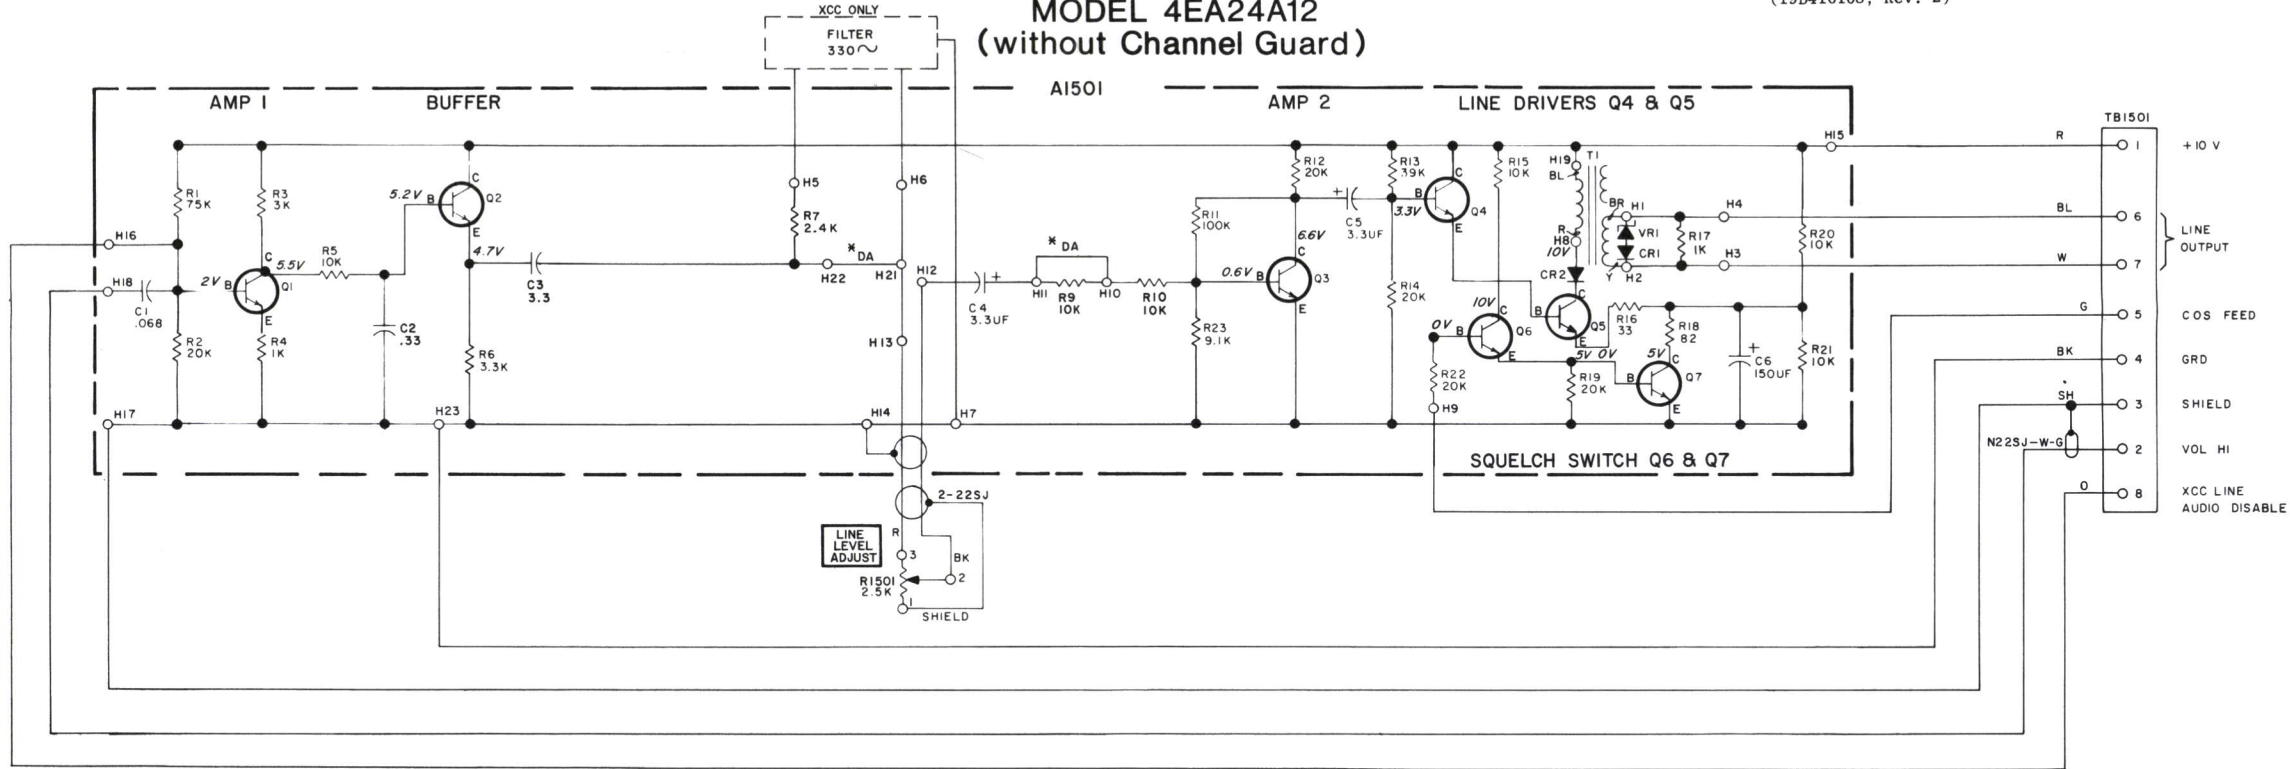 (19B416108, Rev. 2)
MODEL 4EA24A12
(without Channel Guard)
XCC ONLY
FILTER
330~
A1501
AMP 1
BUFFER
AMP 2
LINE DRIVERS Q4 & Q5
R1
75K
R3
3K
H16
H18
C1
.068
2V
B
C
E
Q1
5.5V
R5
10K
R2
20K
R4
1K
C2
.33
5.2V
B
C
E
Q2
4.7V
R6
3.3K
C3
3.3
H17
H23
H5
R7
2.4K
H6
*DA
H22
H21
H12
H13
H14
H7
C4
3.3UF
+
* DA
H11
R9
10K
H10
R10
10K
R11
100K
R23
9.1K
R12
20K
6.6V
0.6V
B
C
E
Q3
+
C5
3.3UF
R13
39K
3.3V
B
C
E
Q4
R14
20K
R15
10K
H19
BL
T1
R
H8
10V
BR
H1
VR1
CR1
Y
H2
R17
1K
H4
H3
CR2
10V
0V
B
C
E
Q6
B
C
E
Q5
R16
33
5V
0V
R18
82
5V
B
C
E
Q7
R22
20K
H9
R19
20K
+
C6
150UF
R20
10K
R21
10K
H15
SQUELCH SWITCH Q6 & Q7
2-22SJ
LINE
LEVEL
ADJUST
R
3
BK
R1501
2.5K
2
1
SHIELD
TB1501
R
1
+10 V
BL
6
LINE
OUTPUT
W
7
G
5
COS FEED
BK
4
GRD
SH
3
SHIELD
N22SJ-W-G
2
VOL HI
O
8
XCC LINE
AUDIO DISABLE